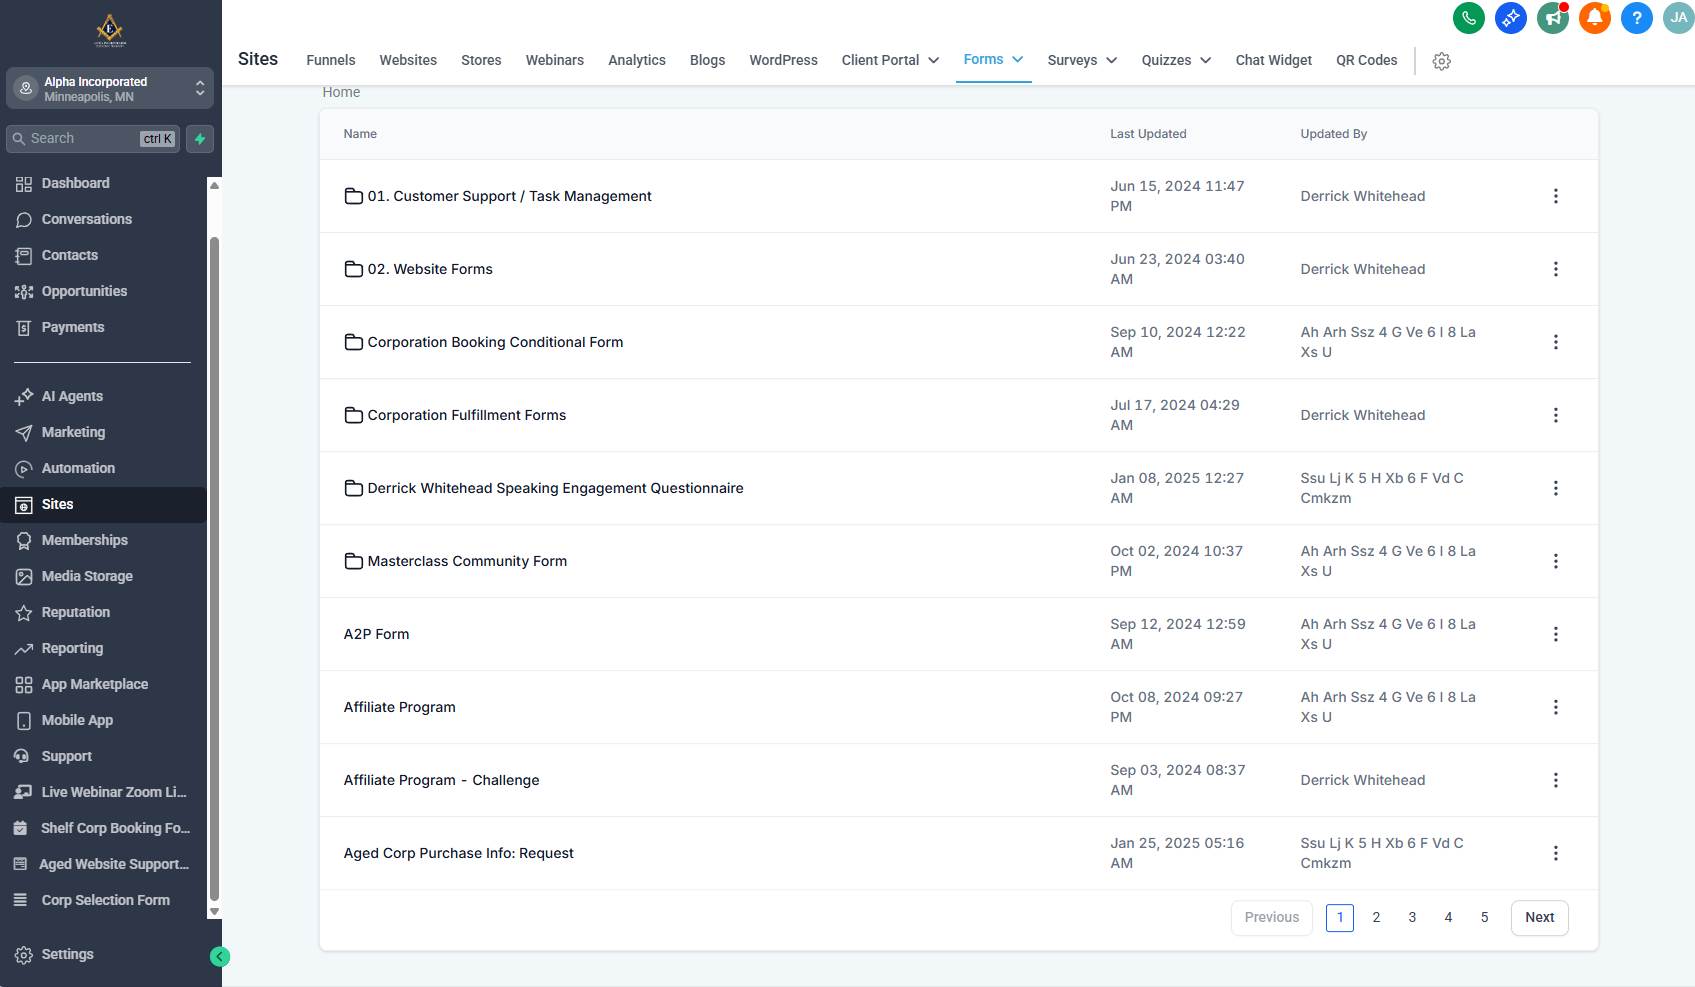 E
Alpha Incorporated
Minneapolis, MN
Search
ctrl K
Dashboard
Conversations
Contacts
Opportunities
Payments
AI Agents
Marketing
Automation
Sites
Memberships
Media Storage
Reputation
Reporting
App Marketplace
Mobile App
Support
Live Webinar Zoom Li...
Shelf Corp Booking Fo...
Aged Website Support...
Corp Selection Form
Settings
? JA
Sites Funnels Websites Stores Webinars Analytics Blogs WordPress Client Portal Forms Surveys Quizzes Chat Widget QR Codes
Home
Name Last Updated Updated By
01. Customer Support / Task Management Jun 15, 2024 11:47 Derrick Whitehead
PM
02. Website Forms Jun 23, 2024 03:40 Derrick Whitehead
AM
Corporation Booking Conditional Form Sep 10, 2024 12:22 Ah Arh Ssz 4 G Ve 6 I 8 La
AM Xs U
Corporation Fulfillment Forms Jul 17, 2024 04:29 Derrick Whitehead
AM
Derrick Whitehead Speaking Engagement Questionnaire Jan 08, 2025 12:27 Ssu Lj K 5 H Xb 6 F Vd C
AM Cmkzm
Masterclass Community Form Oct 02, 2024 10:37 Ah Arh Ssz 4 G Ve 6 I 8 La
PM Xs U
A2P Form Sep 12, 2024 12:59 Ah Arh Ssz 4 G Ve 6 I 8 La
AM Xs U
Affiliate Program Oct 08, 2024 09:27 Ah Arh Ssz 4 G Ve 6 I 8 La
PM Xs U
Affiliate Program - Challenge Sep 03, 2024 08:37 Derrick Whitehead
AM
Aged Corp Purchase Info: Request Jan 25, 2025 05:16 Ssu Lj K 5 H Xb 6 F Vd C
AM Cmkzm
Previous 1 2 3 4 5 Next